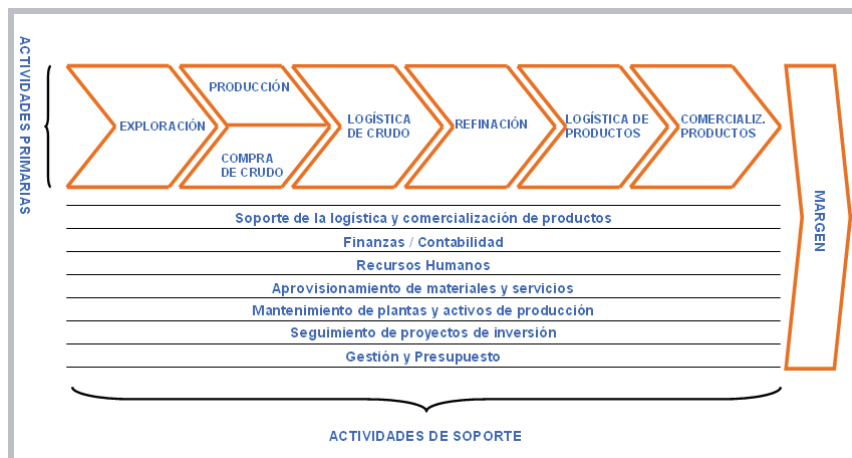 ACTIVIDADES PRIMARIAS
EXPLORACIÓN
PRODUCCIÓN
COMPRA
DE CRUDO
LOGÍSTICA
DE CRUDO
REFINACIÓN
LOGÍSTICA DE
PRODUCTOS
COMERCIALIZ.
PRODUCTOS
MARGEN
Soporte de la logística y comercialización de productos
Finanzas / Contabilidad
Recursos Humanos
Aprovisionamiento de materiales y servicios
Mantenimiento de plantas y activos de producción
Seguimiento de proyectos de inversión
Gestión y Presupuesto
ACTIVIDADES DE SOPORTE